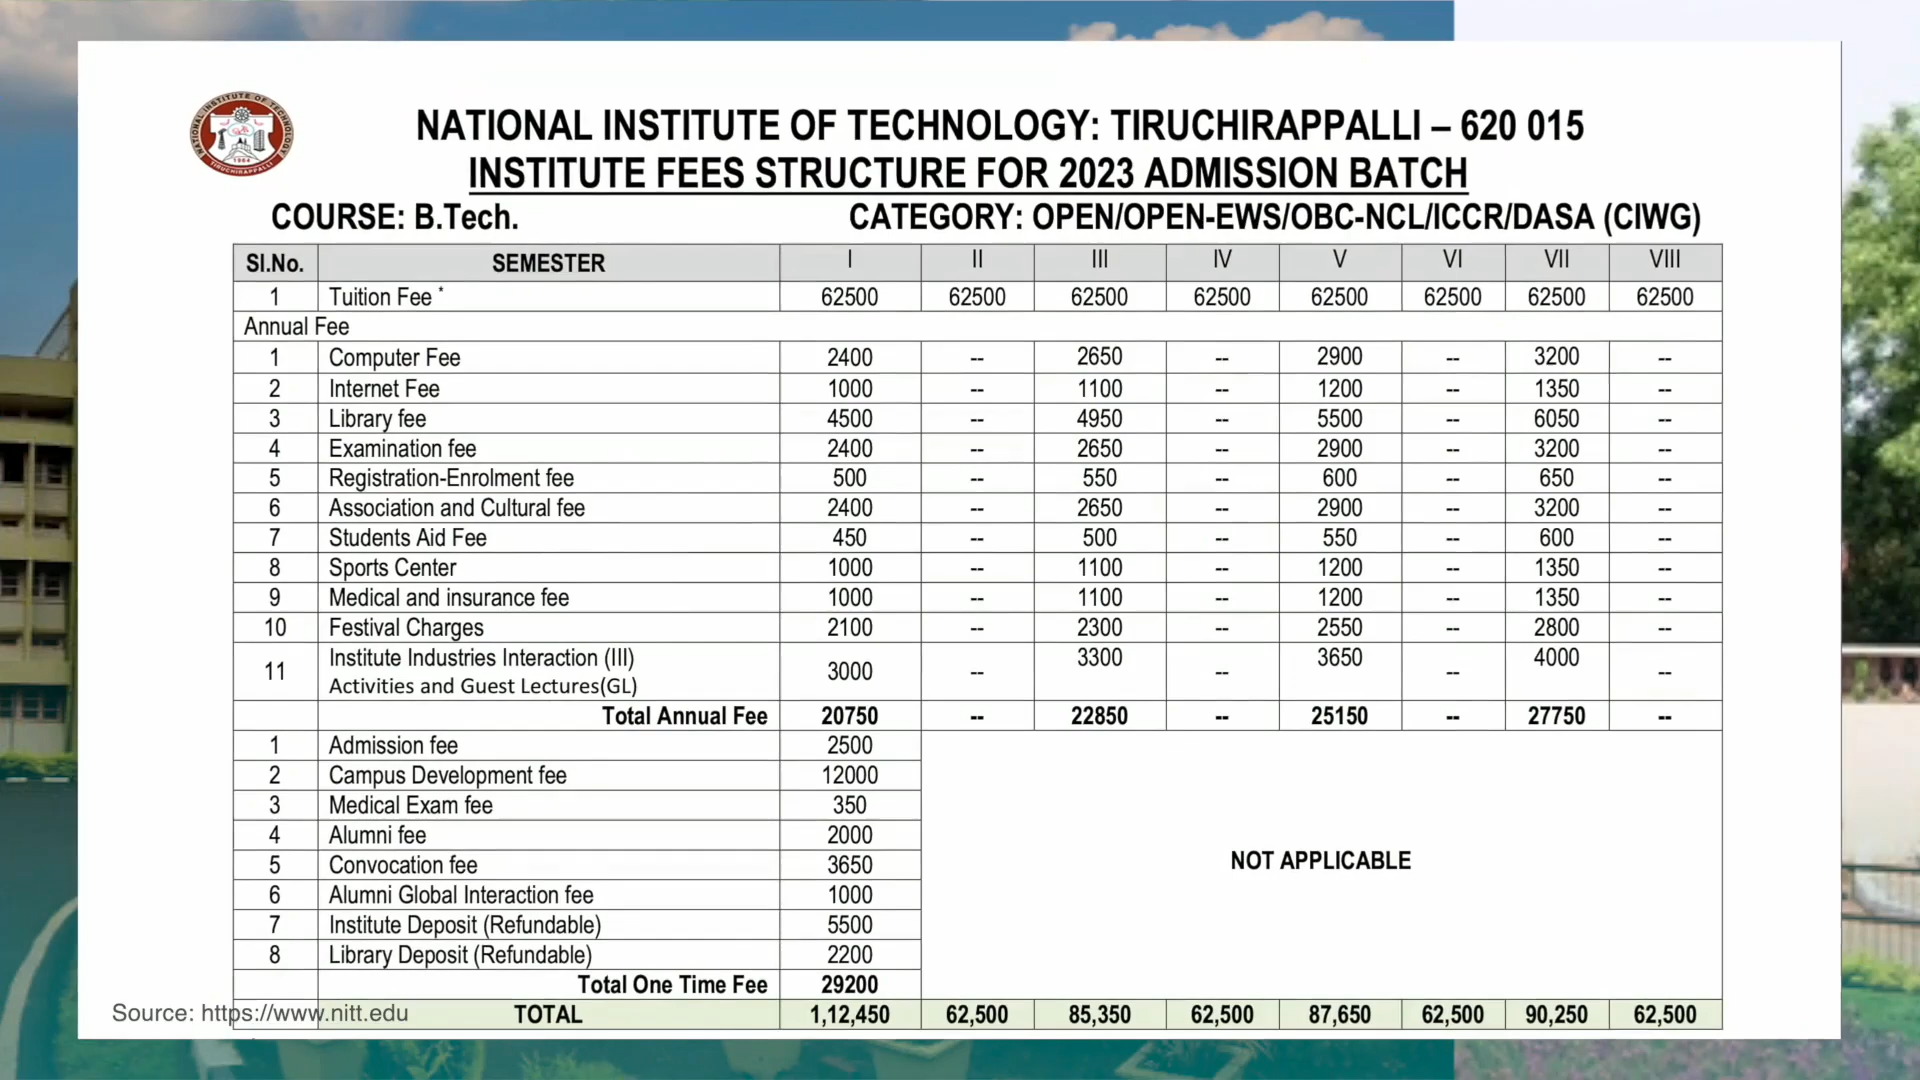 NATIONAL INSTITUTE OF TECHNOLOGY: TIRUCHIRAPPALLI – 620 015
INSTITUTE FEES STRUCTURE FOR 2023 ADMISSION BATCH
COURSE: B.Tech. CATEGORY: OPEN/OPEN-EWS/OBC-NCL/ICCR/DASA (CIWG)
Sl.No. SEMESTER I II III IV V VI VII VIII
1 Tuition Fee * 62500 62500 62500 62500 62500 62500 62500 62500
Annual Fee
1 Computer Fee 2400 -- 2650 -- 2900 -- 3200 --
2 Internet Fee 1000 -- 1100 -- 1200 -- 1350 --
3 Library fee 4500 -- 4950 -- 5500 -- 6050 --
4 Examination fee 2400 -- 2650 -- 2900 -- 3200 --
5 Registration-Enrolment fee 500 -- 550 -- 600 -- 650 --
6 Association and Cultural fee 2400 -- 2650 -- 2900 -- 3200 --
7 Students Aid Fee 450 -- 500 -- 550 -- 600 --
8 Sports Center 1000 -- 1100 -- 1200 -- 1350 --
9 Medical and insurance fee 1000 -- 1100 -- 1200 -- 1350 --
10 Festival Charges 2100 -- 2300 -- 2550 -- 2800 --
11 Institute Industries Interaction (III) 3000 -- 3300 -- 3650 -- 4000 --
Activities and Guest Lectures(GL)
Total Annual Fee 20750 -- 22850 -- 25150 -- 27750 --
1 Admission fee 2500
2 Campus Development fee 12000
3 Medical Exam fee 350
4 Alumni fee 2000
5 Convocation fee 3650
NOT APPLICABLE
6 Alumni Global Interaction fee 1000
7 Institute Deposit (Refundable) 5500
8 Library Deposit (Refundable) 2200
Total One Time Fee 29200
TOTAL 1,12,450 62,500 85,350 62,500 87,650 62,500 90,250 62,500
Source: https://www.nitt.edu
NATIONAL INSTITUTE OF TECHNOLOGY
TIRUCHIRAPPALLI
1964